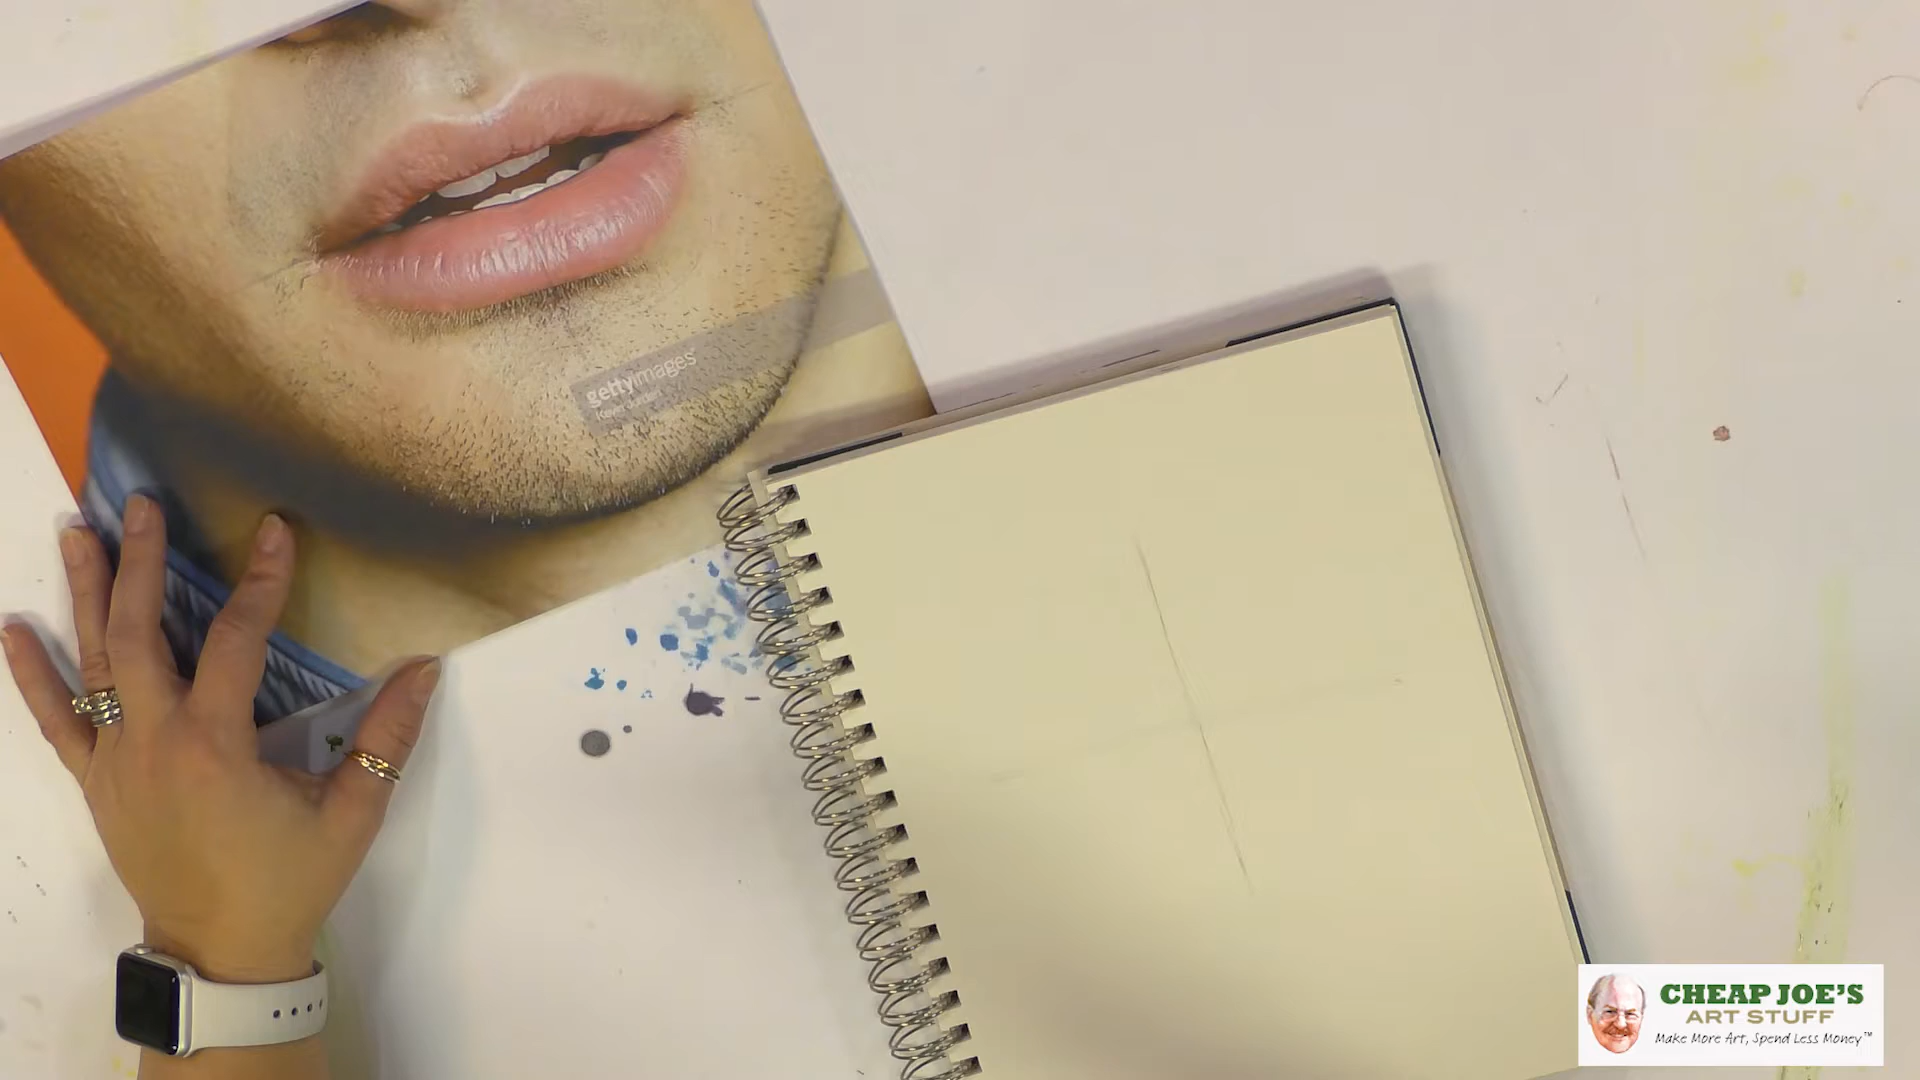 gettyimages
CHEAP JOE'S
ART STUFF
Make More Art, Spend Less Money™